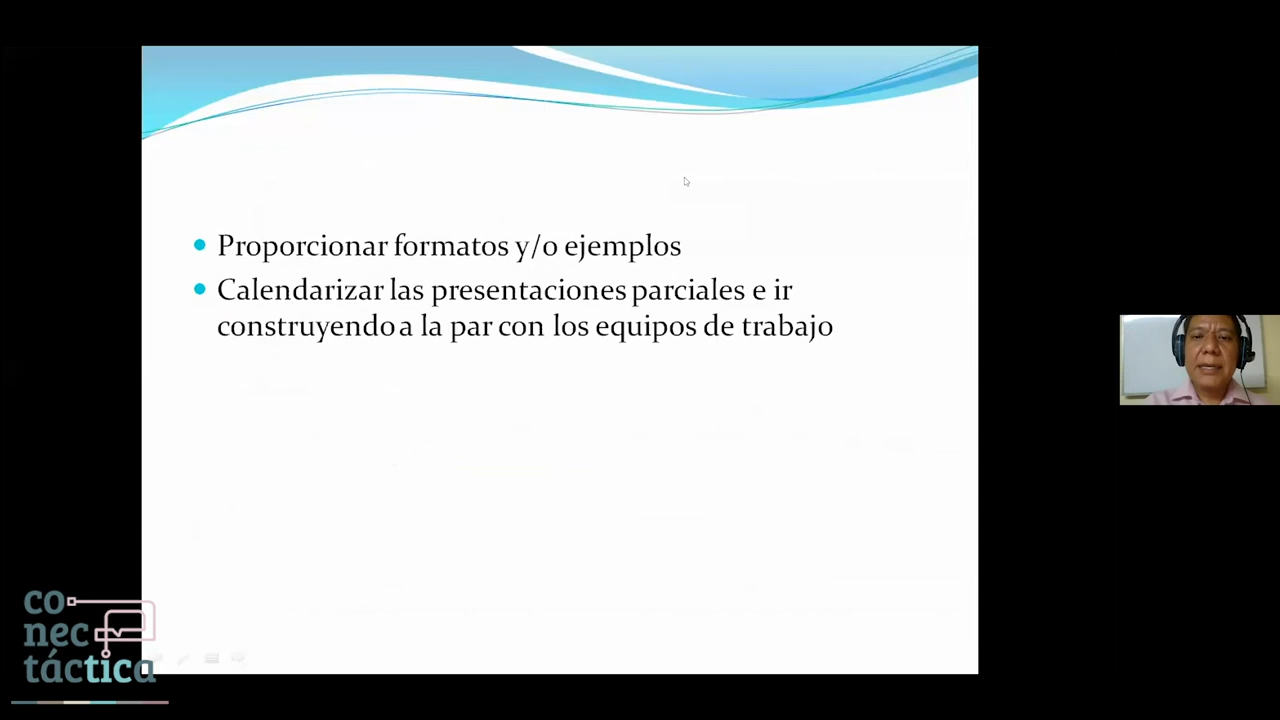 Proporcionar formatos y/o ejemplos
Calendarizar las presentaciones parciales e ir
construyendo a la par con los equipos de trabajo
co
nec
táctica